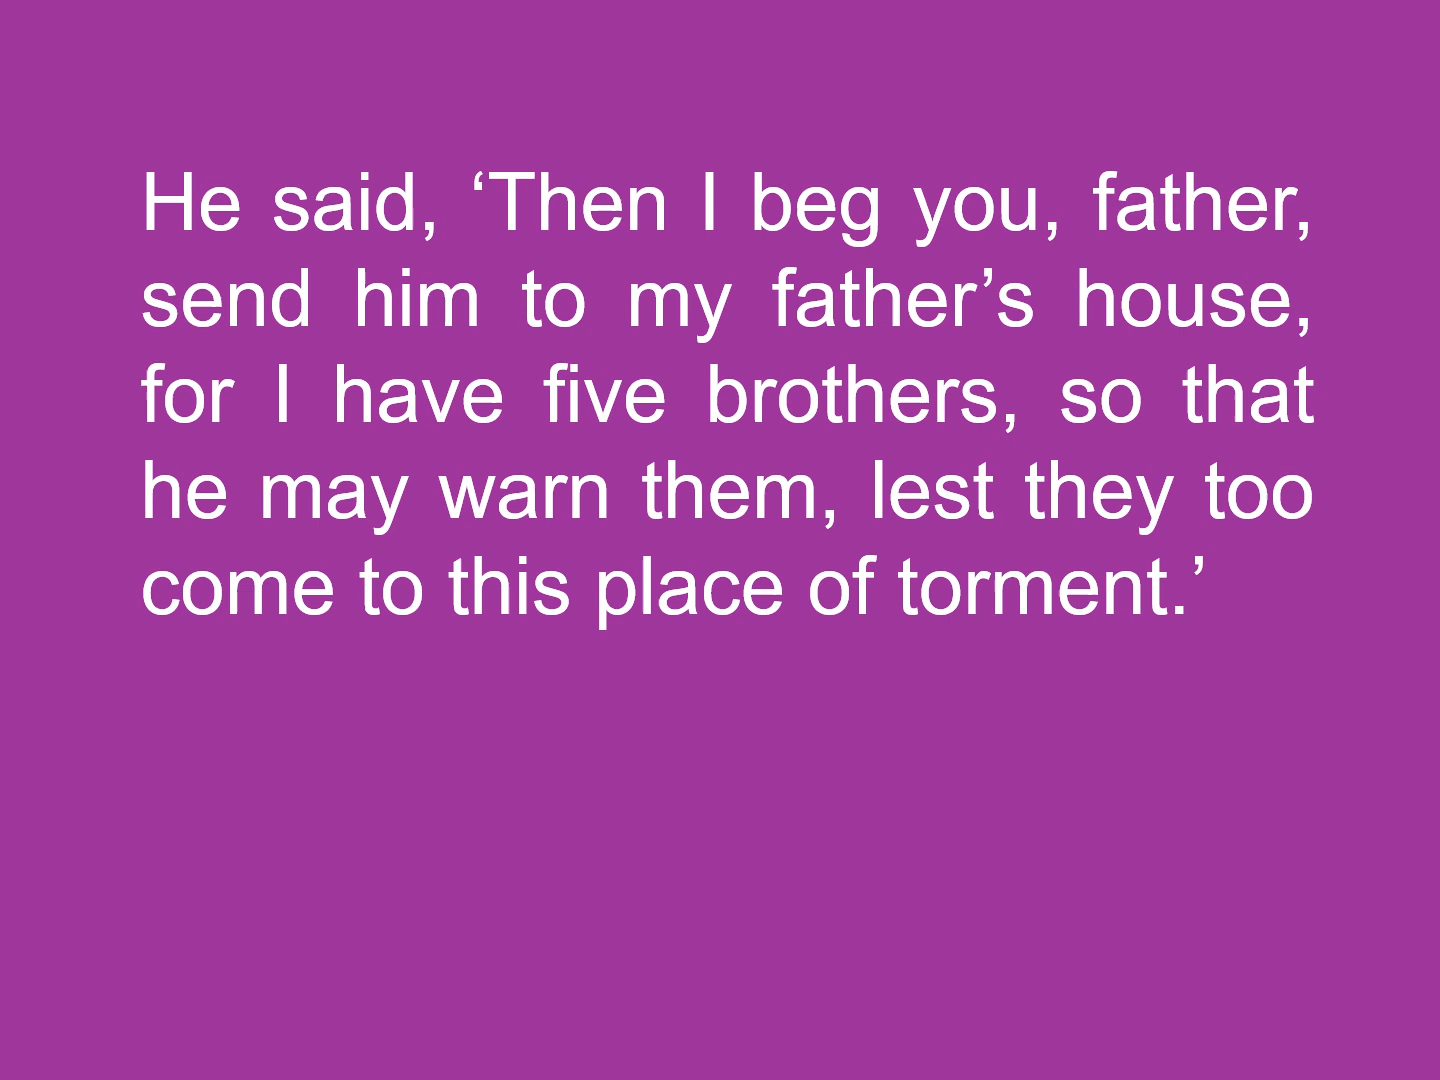 He said, ‘Then I beg you, father,
send him to my father’s house,
for I have five brothers, so that
he may warn them, lest they too
come to this place of torment.’